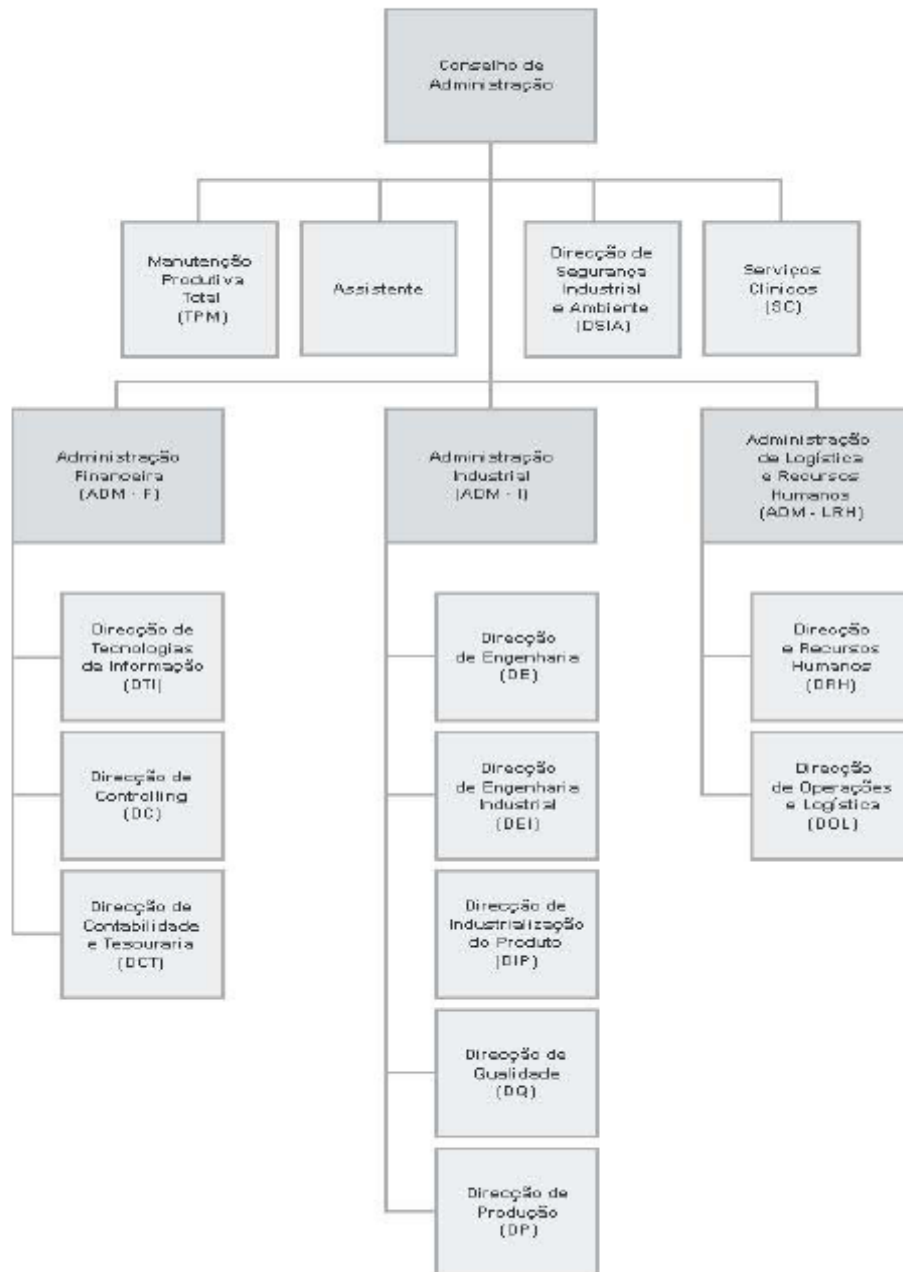 Conselho de
Administração
Manutenção
Produtiva
Total
(TPM)
Assistente
Direcção de
Segurança
Industrial
e Ambiente
(DSIA)
Serviços
Clínicos
(SC)
Administração
Financeira
(ADM - F)
Administração
Industrial
(ADM - I)
Administração
de Logística
e Recursos
Humanos
(ADM - LRH)
Direcção de
Tecnologias
da Informação
(DTI)
Direcção de
Controlling
(DC)
Direcção de
Contabilidade
e Tesouraria
(DCT)
Direcção
de Engenharia
(DE)
Direcção
de Engenharia
Industrial
(DEI)
Direcção de
Industrialização
do Produto
(DIP)
Direcção de
Qualidade
(DQ)
Direcção de
Produção
(DP)
Direcção
e Recursos
Humanos
(DRH)
Direcção
de Operações
e Logística
(DOL)